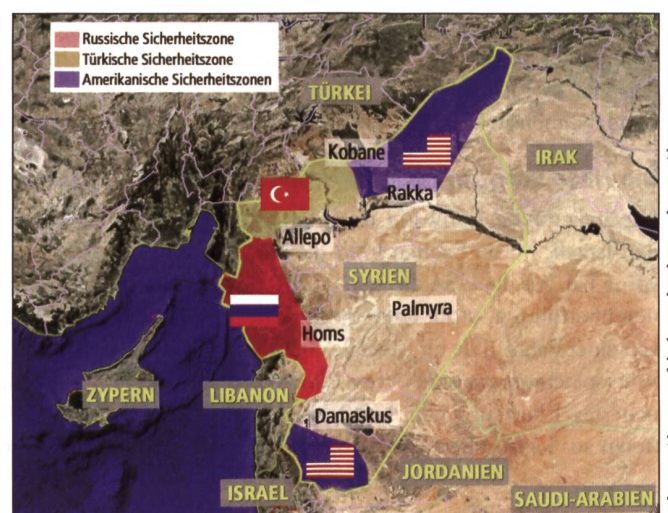 Russische Sicherheitszone
Türkische Sicherheitszone
Amerikanische Sicherheitszonen
TÜRKEI
Kobane
IRAK
Rakka
Allepo
SYRIEN
Palmyra
Homs
ZYPERN
LIBANON
Damaskus
JORDANIEN
ISRAEL
SAUDI-ARABIEN